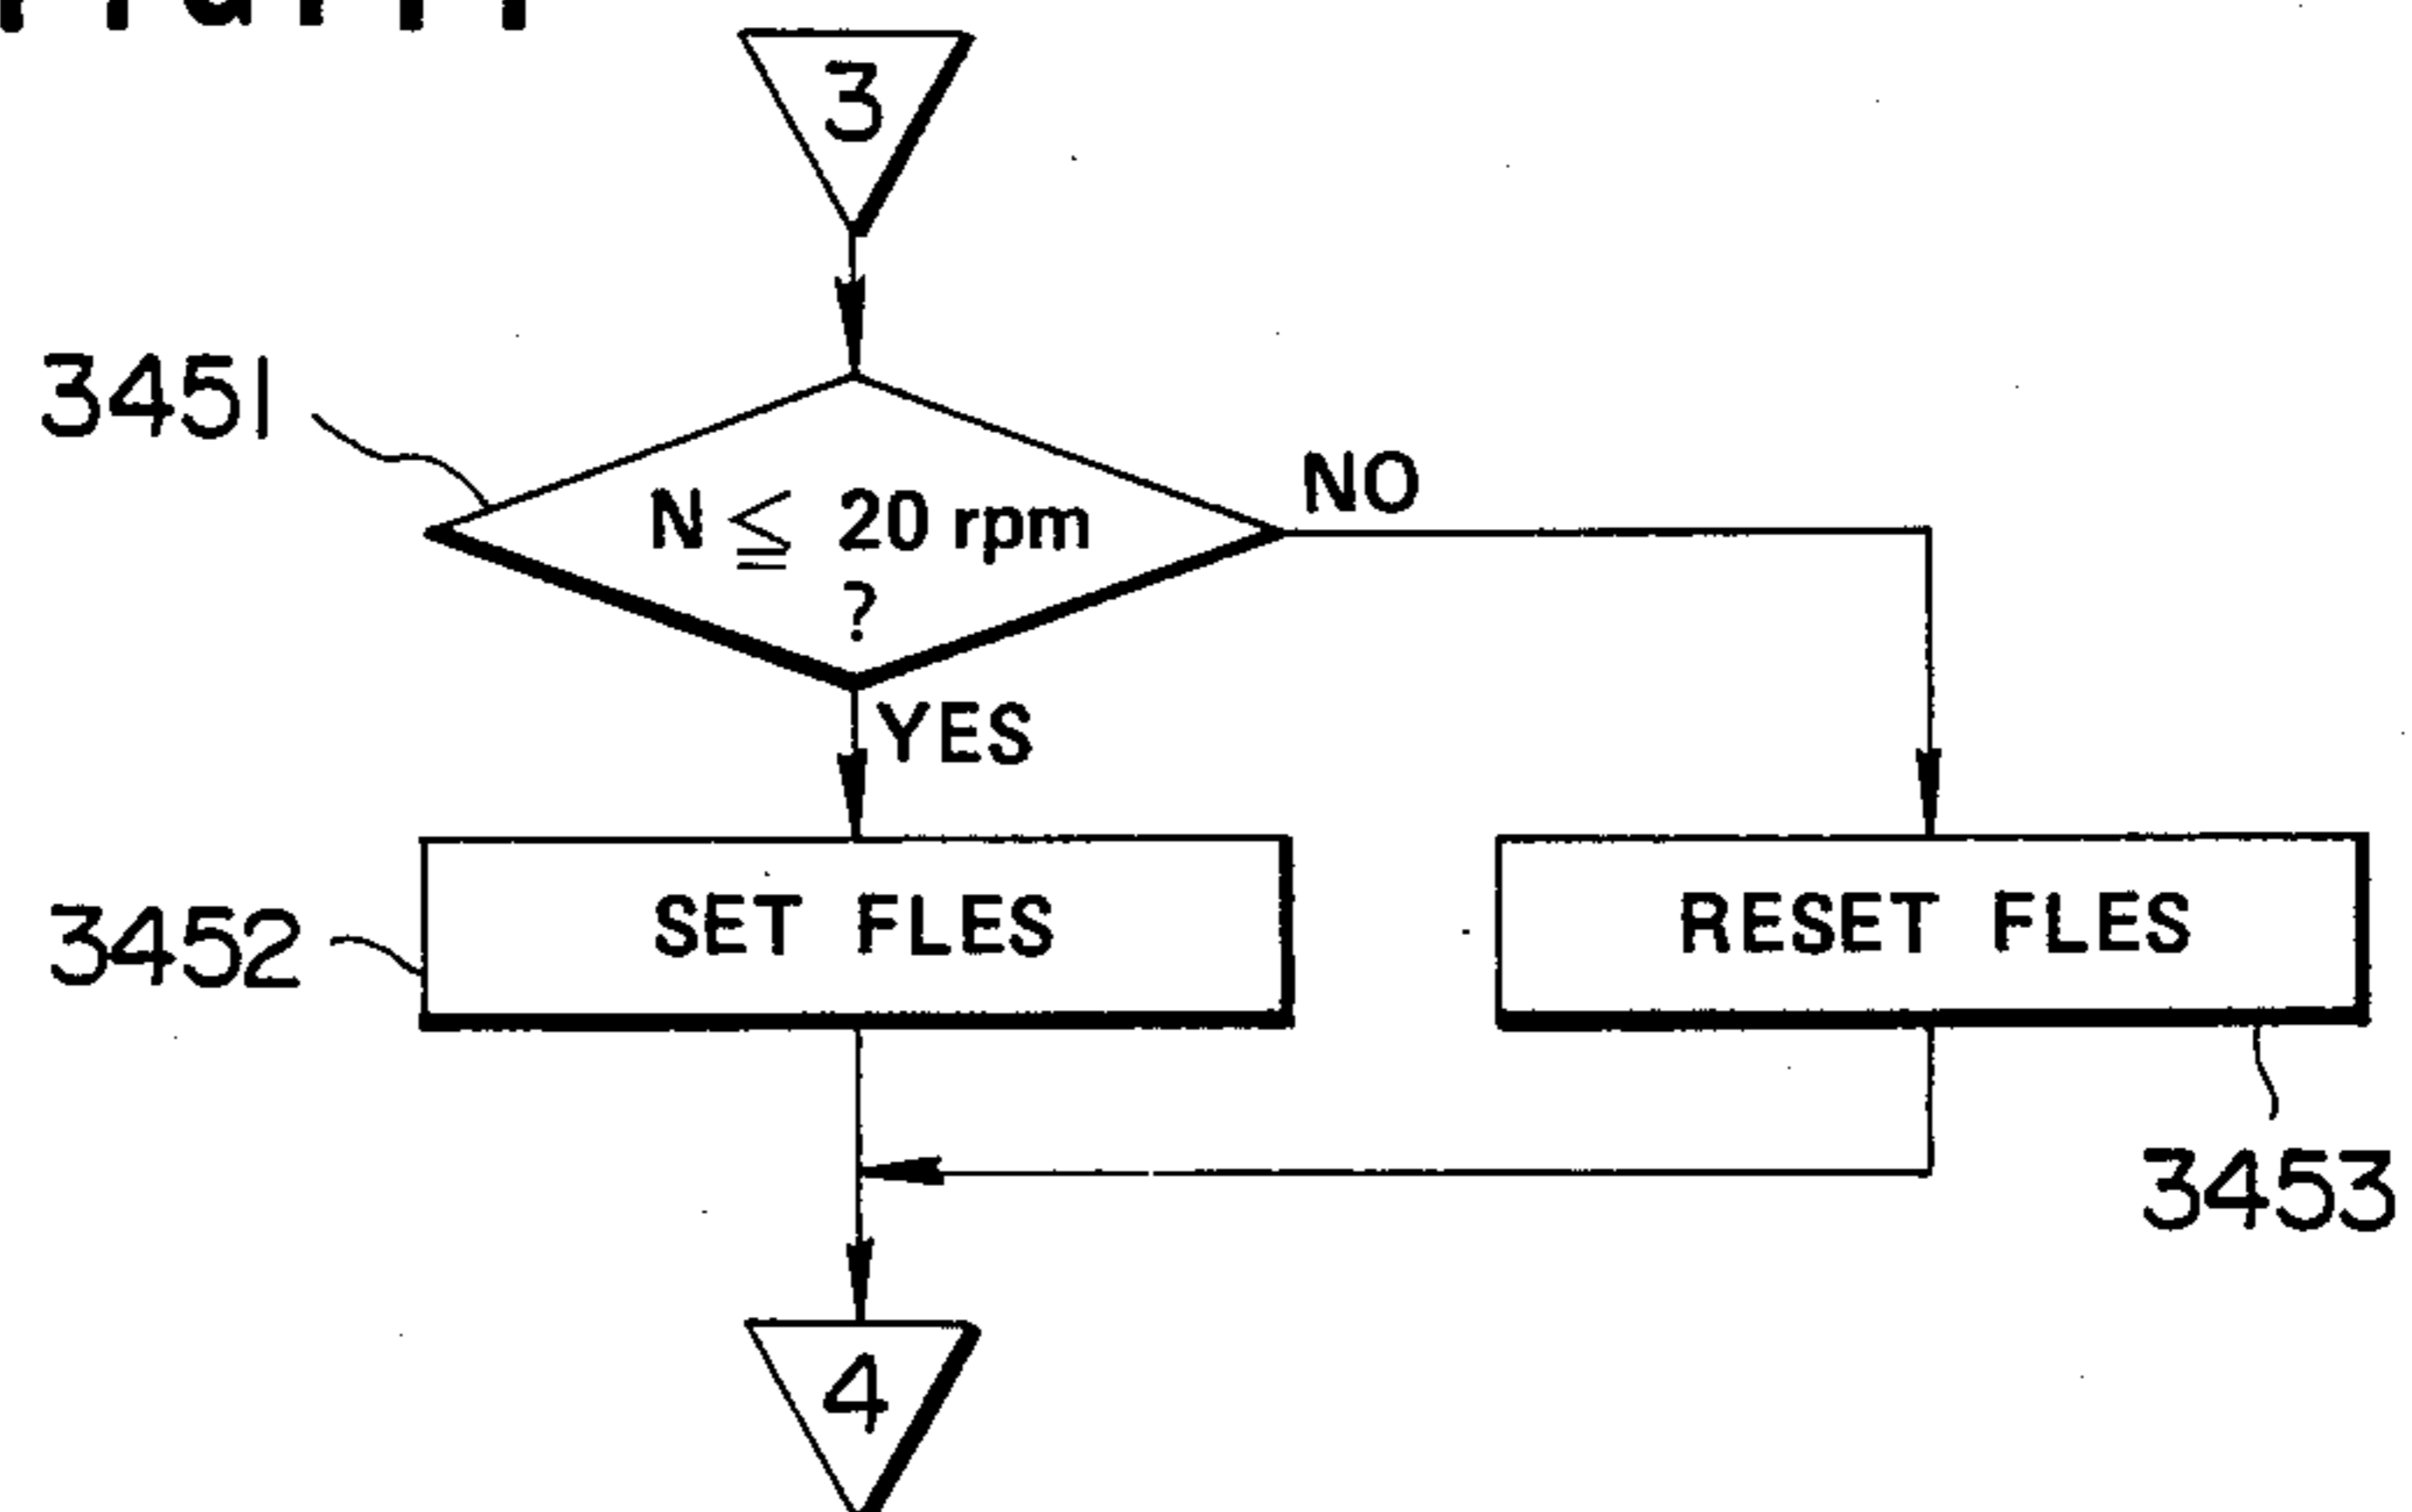 3
3451
N ≦ 20 rpm
?
NO
YES
3452
SET FLES
RESET FLES
3453
4